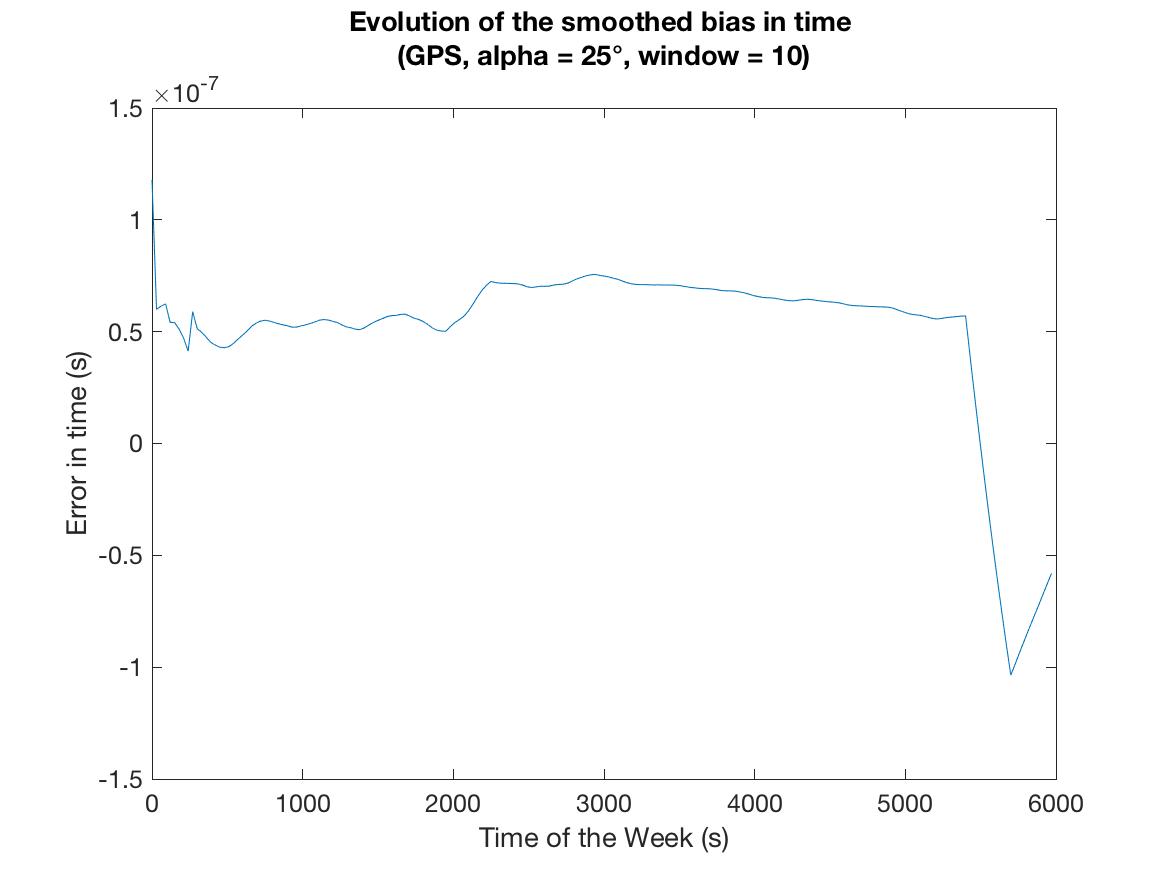 Evolution of the smoothed bias in time
(GPS, alpha = 25°, window = 10)
×10⁻⁷
1.5
1
0.5
0
-0.5
-1
-1.5
Error in time (s)
0 1000 2000 3000 4000 5000 6000
Time of the Week (s)